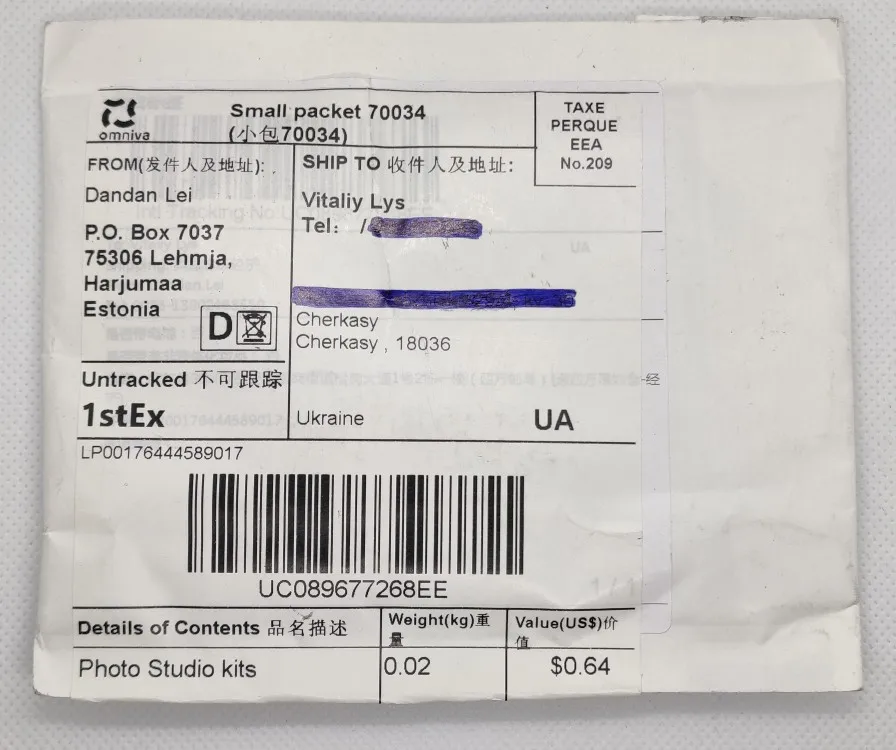 omniva
Small packet 70034
(小包70034)
TAXE
PERQUE
EEA
No.209
FROM(发件人及地址):
Dandan Lei
P.O. Box 7037
75306 Lehmja,
Harjumaa
Estonia
D
Untracked 不可跟踪
1stEx
SHIP TO 收件人及地址:
Vitaliy Lys
Tel: /
Cherkasy
Cherkasy , 18036
Ukraine
UA
经
LP00176444589017
UC089677268EE
Details of Contents 品名描述
Weight(kg)重
量
Value(US$)价
值
Photo Studio kits
0.02
$0.64